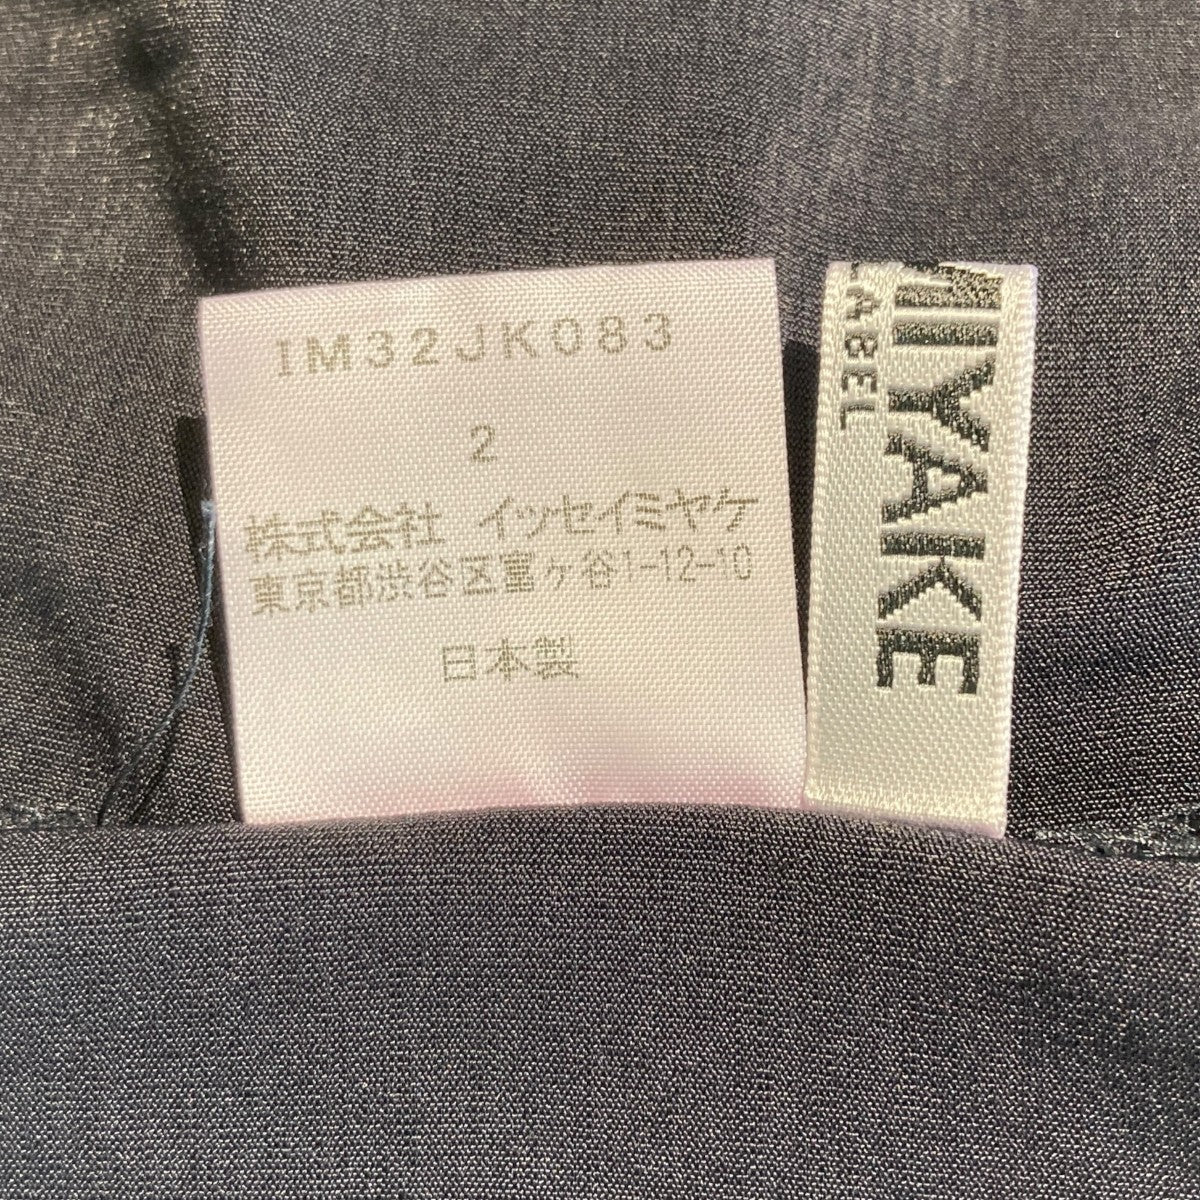 IM32JK083
2
株式会社 イッセイミヤケ
東京都渋谷区富ヶ谷1-12-10
日本製
MIYAKE
LABEL